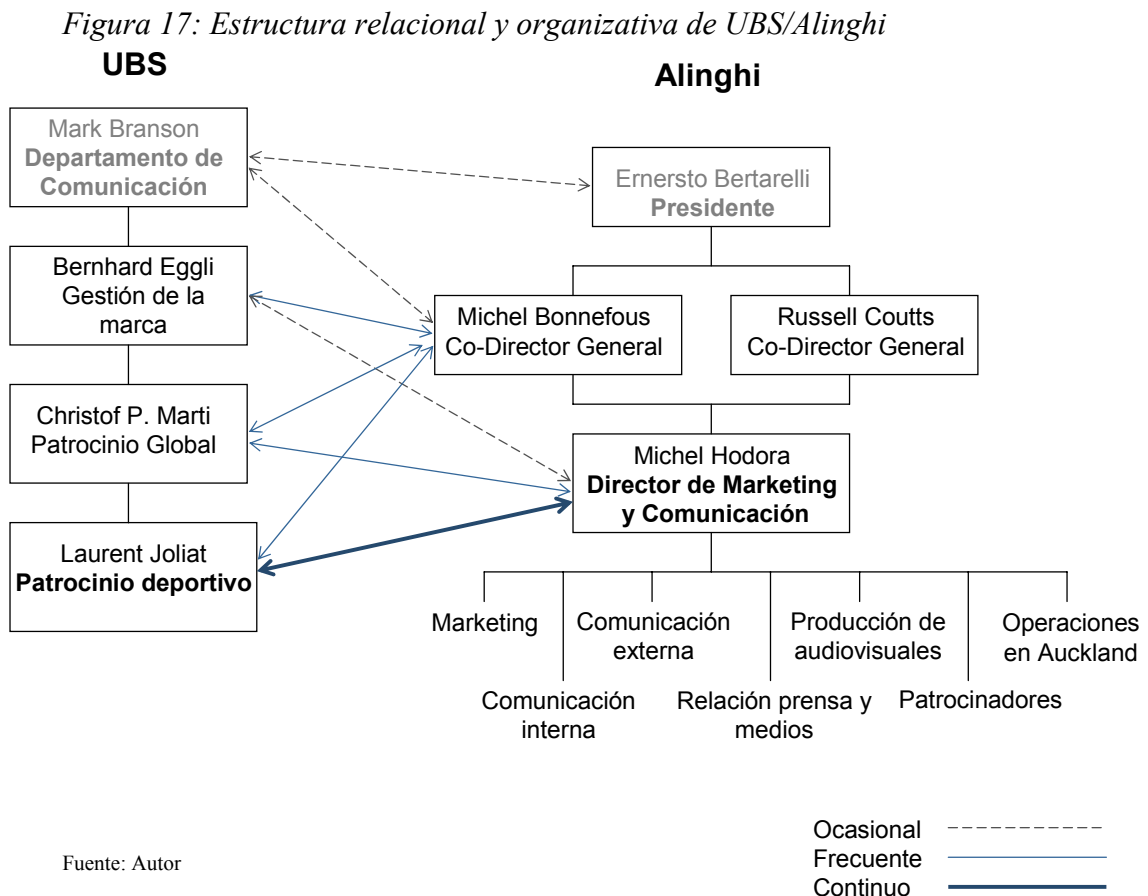 Figura 17: Estructura relacional y organizativa de UBS/Alinghi
UBS
Alinghi
Mark Branson
Departamento de
Comunicación
Ernersto Bertarelli
Presidente
Bernhard Eggli
Gestión de la
marca
Michel Bonnefous
Co-Director General
Russell Coutts
Co-Director General
Christof P. Marti
Patrocinio Global
Michel Hodora
Director de Marketing
y Comunicación
Laurent Joliat
Patrocinio deportivo
Marketing
Comunicación
externa
Producción de
audiovisuales
Operaciones
en Auckland
Comunicación
interna
Relación prensa y
medios
Patrocinadores
Ocasional
Frecuente
Continuo
Fuente: Autor